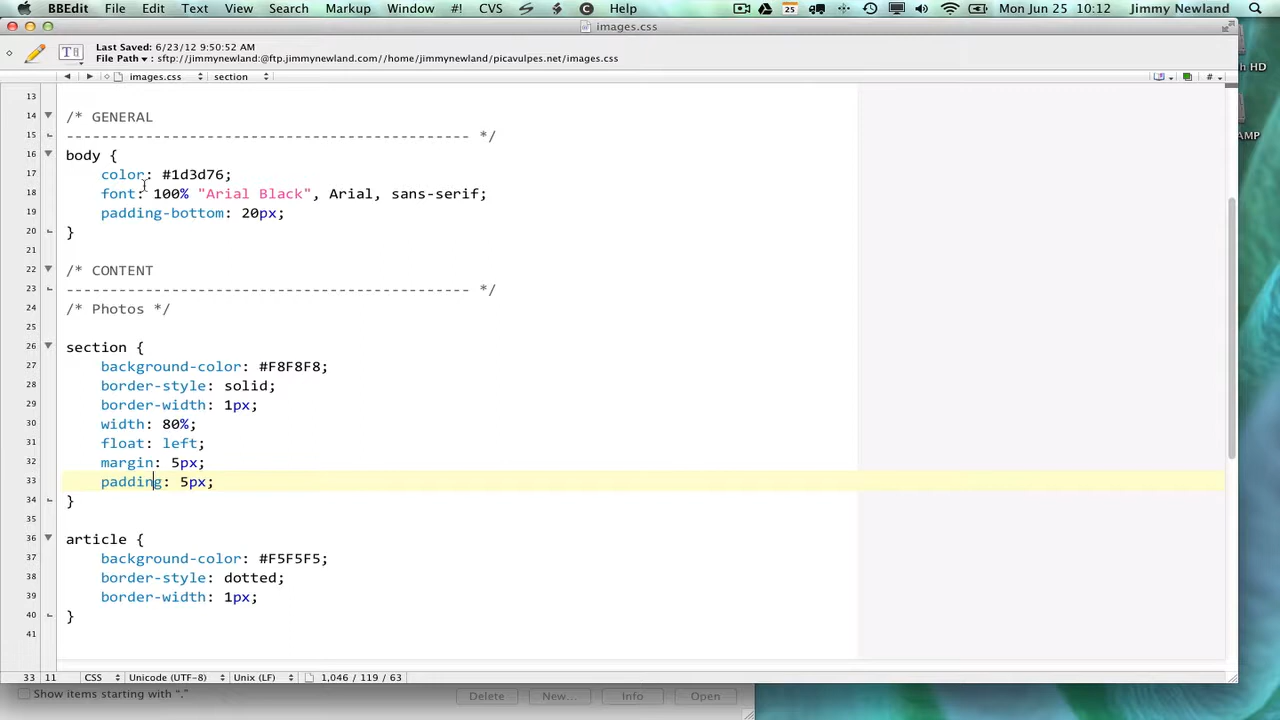 BBEdit File Edit Text View Search Markup Window #! CVS Help 25 Mon Jun 25 10:12 Jimmy Newland
images.css
Last Saved: 6/23/12 9:50:52 AM
File Path : sftp://jimmynewland:@ftp.jimmynewland.com//home/jimmynewland/picavulpes.net/images.css
images.css section #
13
14 /* GENERAL
15 ---------------------------------------------- */
16 body {
17 color: #1d3d76;
18 font: 100% "Arial Black", Arial, sans-serif;
19 padding-bottom: 20px;
20 }
21
22 /* CONTENT
23 ---------------------------------------------- */
24 /* Photos */
25
26 section {
27 background-color: #F8F8F8;
28 border-style: solid;
29 border-width: 1px;
30 width: 80%;
31 float: left;
32 margin: 5px;
33 padding: 5px;
34 }
35
36 article {
37 background-color: #F5F5F5;
38 border-style: dotted;
39 border-width: 1px;
40 }
41
33 11 CSS Unicode (UTF-8) Unix (LF) 1,046 / 119 / 63
Show items starting with "." Delete New... Info Open